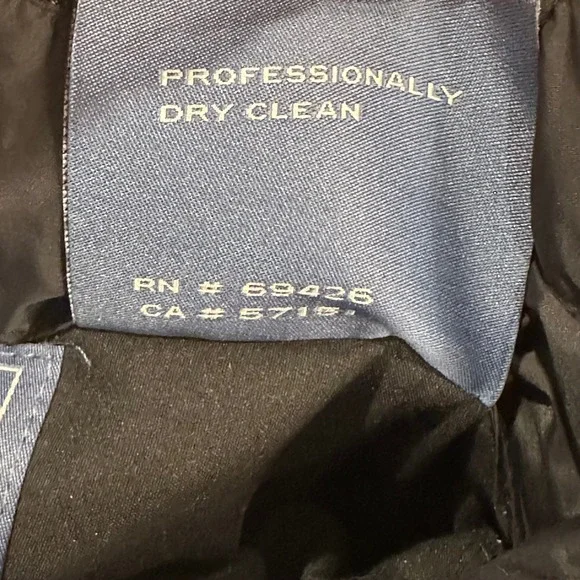 PROFESSIONALLY
DRY CLEAN
RN # 69426
CA #